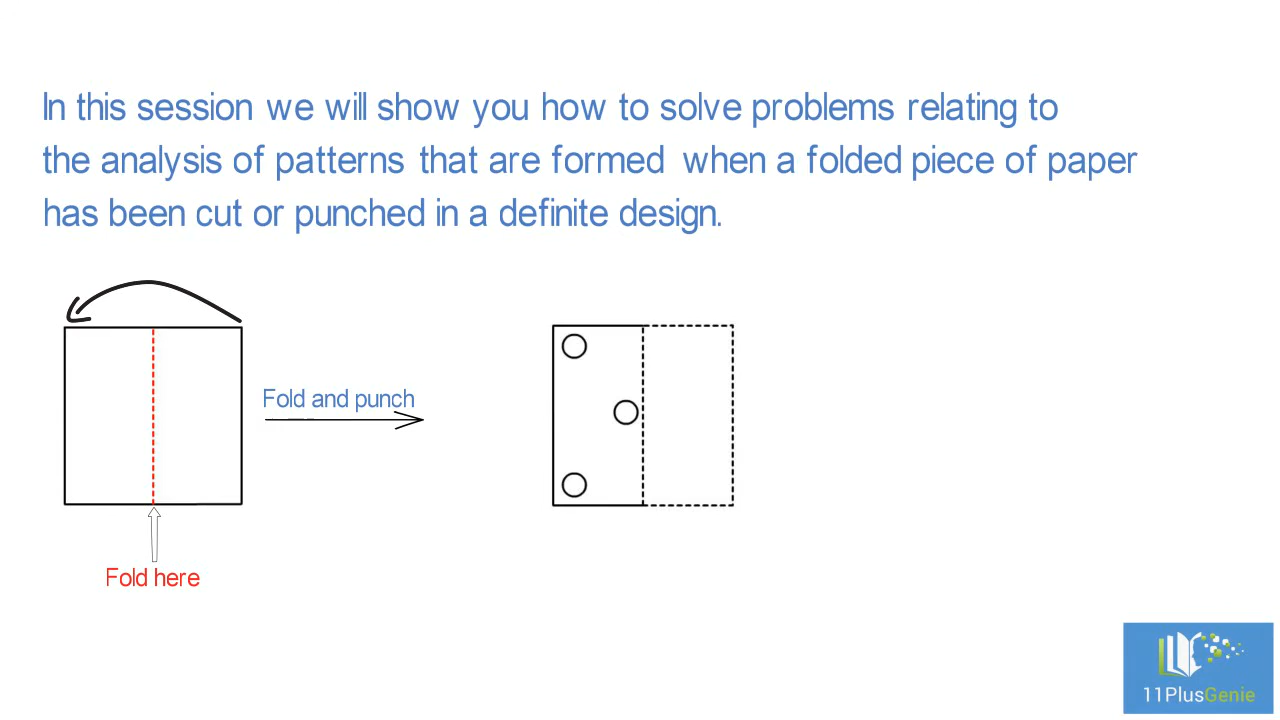 In this session we will show you how to solve problems relating to
the analysis of patterns that are formed when a folded piece of paper
has been cut or punched in a definite design.
Fold and punch
Fold here
11PlusGenie